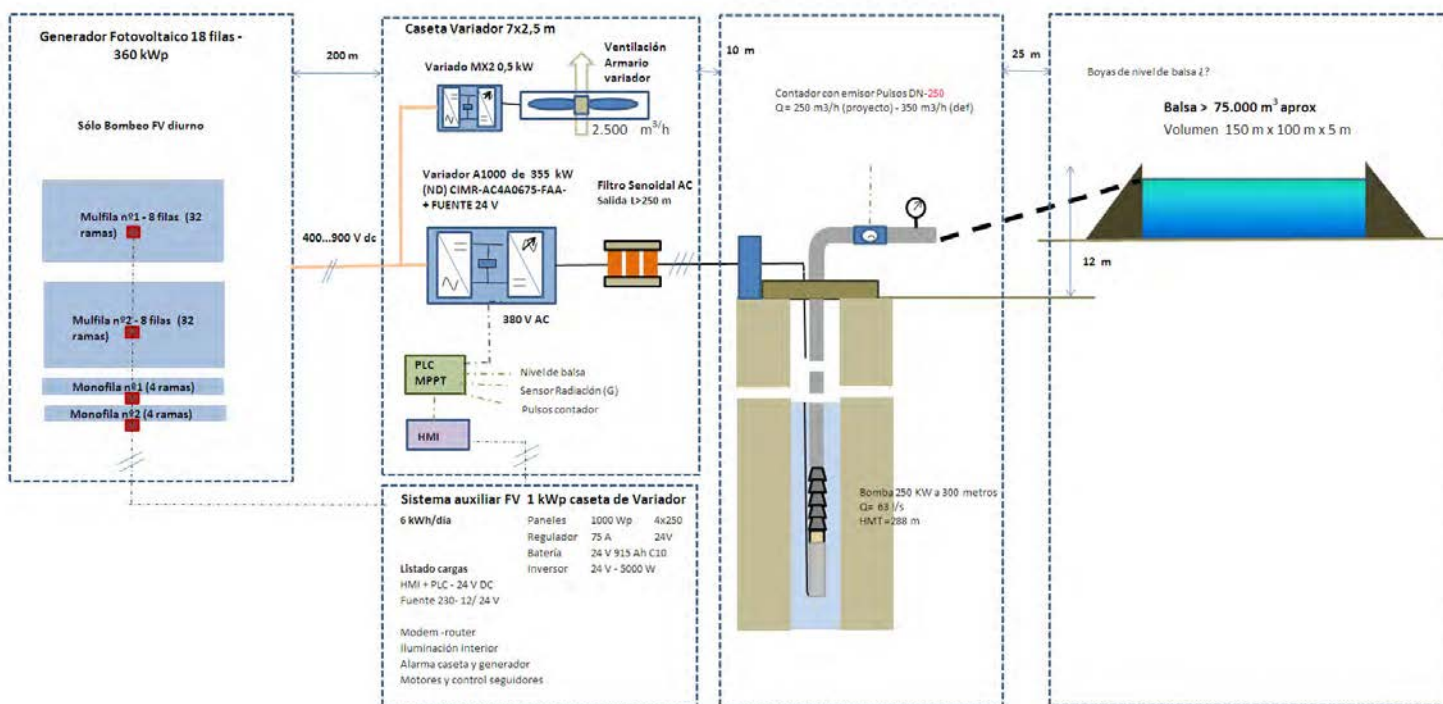 Generador Fotovoltaico 18 filas -
360 kWp
Sólo Bombeo FV diurno
Mulfila nº1 - 8 filas (32
ramas)
Mulfila nº2 - 8 filas (32
ramas)
Monofila nº1 (4 ramas)
Monofila nº2 (4 ramas)
200 m
400...900 V dc
Caseta Variador 7x2,5 m
Variado MX2 0,5 kW
Ventilación
Armario
variador
2.500 m3/h
Variador A1000 de 355 kW
(ND) CIMR-AC4A0675-FAA-
+ FUENTE 24 V
Filtro Senoidal AC
Salida L>250 m
380 V AC
PLC
MPPT
Nivel de balsa
Sensor Radiación (G)
Pulsos contador
HMI
Sistema auxiliar FV 1 kWp caseta de Variador
6 kWh/día
Paneles 1000 Wp 4x250
Regulador 75 A 24V
Batería 24 V 915 Ah C10
Inversor 24 V - 5000 W
Listado cargas
HMI + PLC - 24 V DC
Fuente 230- 12/ 24 V
Modem -router
Iluminación interior
Alarma caseta y generador
Motores y control seguidores
10 m
Contador con emisor Pulsos DN-250
Q= 250 m3/h (proyecto) - 350 m3/h (def)
Bomba 250 KW a 300 metros
Q= 63 l/s
HMT =288 m
25 m
Boyas de nivel de balsa ¿?
Balsa > 75.000 m3 aprox
Volumen 150 m x 100 m x 5 m
12 m